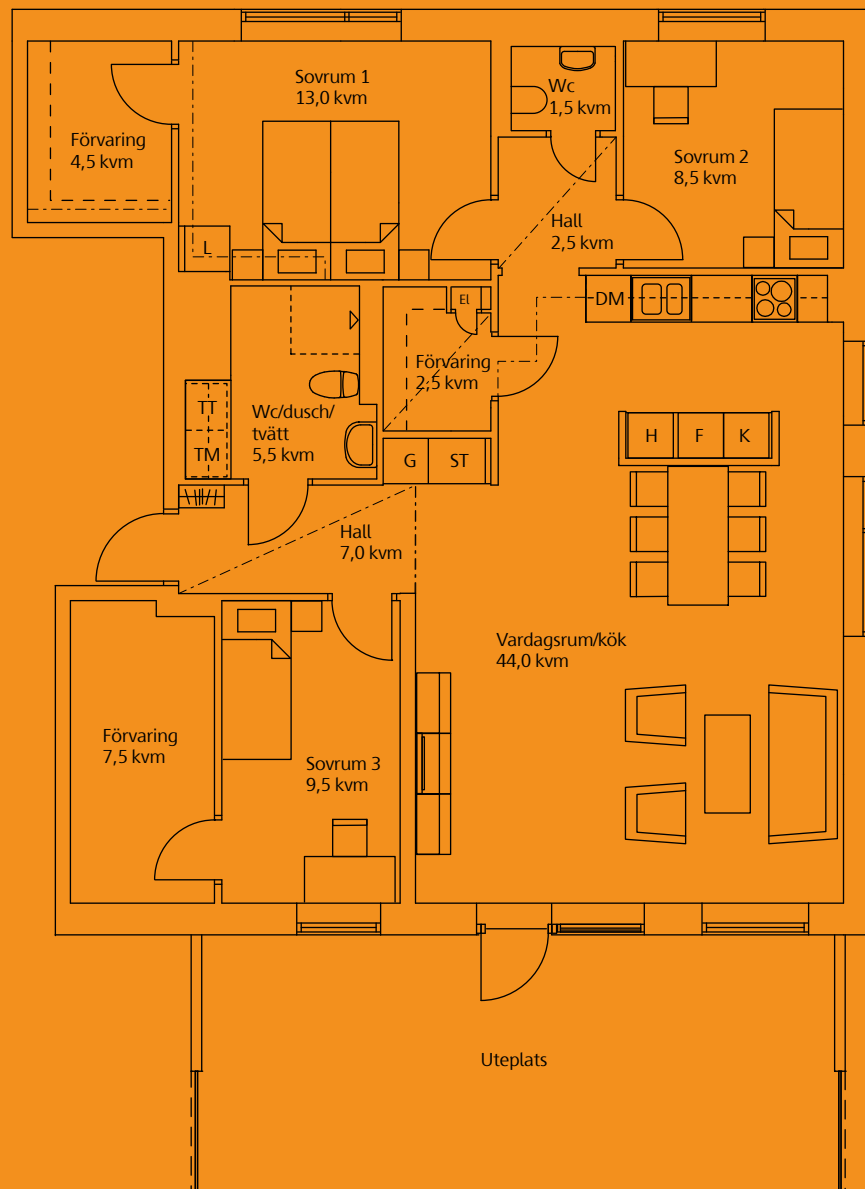 Sovrum 1
13,0 kvm
Wc
1,5 kvm
Förvaring
4,5 kvm
Sovrum 2
8,5 kvm
Hall
2,5 kvm
L
El
DM
Förvaring
2,5 kvm
TT
TM
Wc/dusch/
tvätt
5,5 kvm
H
F
K
G
ST
Hall
7,0 kvm
Vardagsrum/kök
44,0 kvm
Förvaring
7,5 kvm
Sovrum 3
9,5 kvm
Uteplats